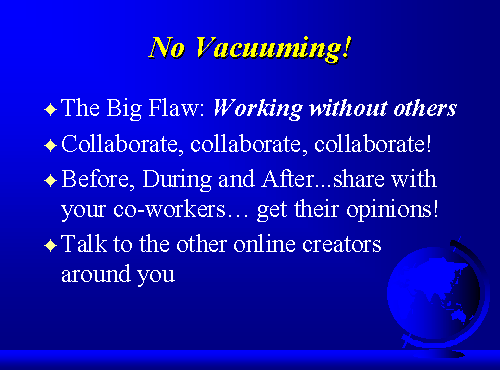 No Vacuuming!
The Big Flaw: Working without others
Collaborate, collaborate, collaborate!
Before, During and After...share with
your co-workers… get their opinions!
Talk to the other online creators
around you